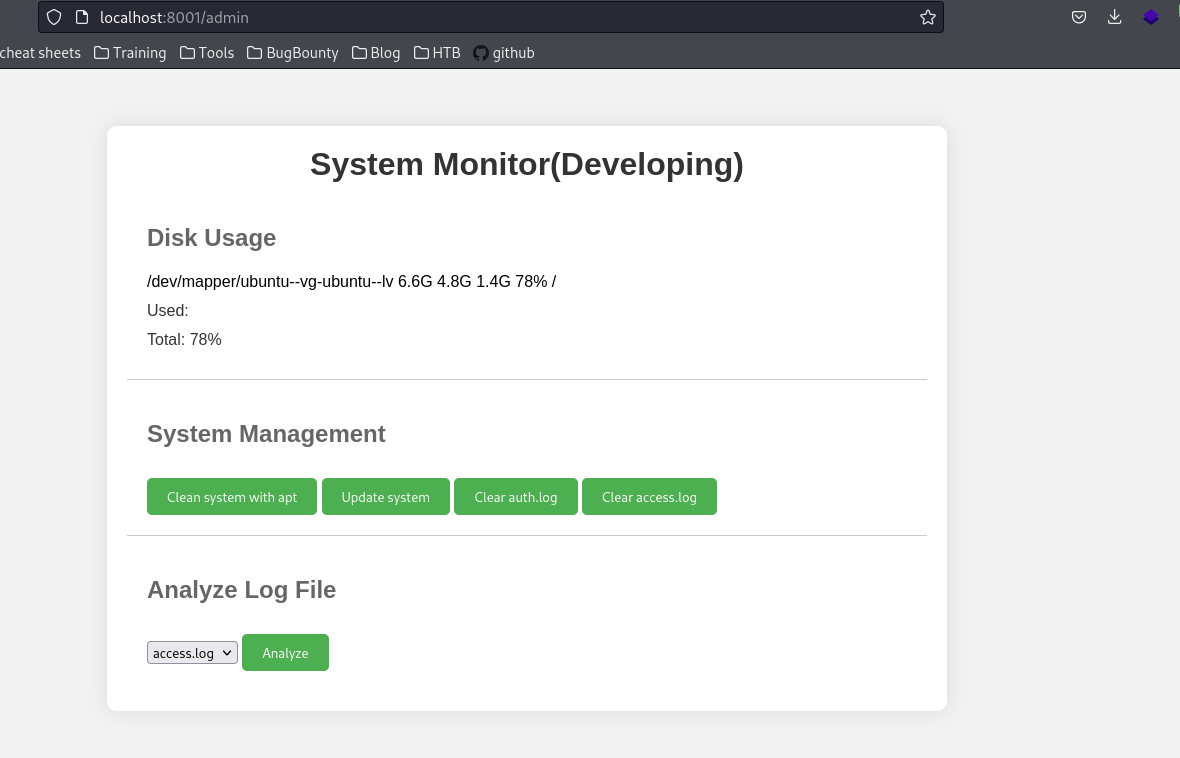 localhost:8001/admin
cheat sheets Training Tools BugBounty Blog HTB github
System Monitor(Developing)
Disk Usage
/dev/mapper/ubuntu--vg-ubuntu--lv 6.6G 4.8G 1.4G 78% /
Used:
Total: 78%
System Management
Clean system with apt Update system Clear auth.log Clear access.log
Analyze Log File
access.log Analyze